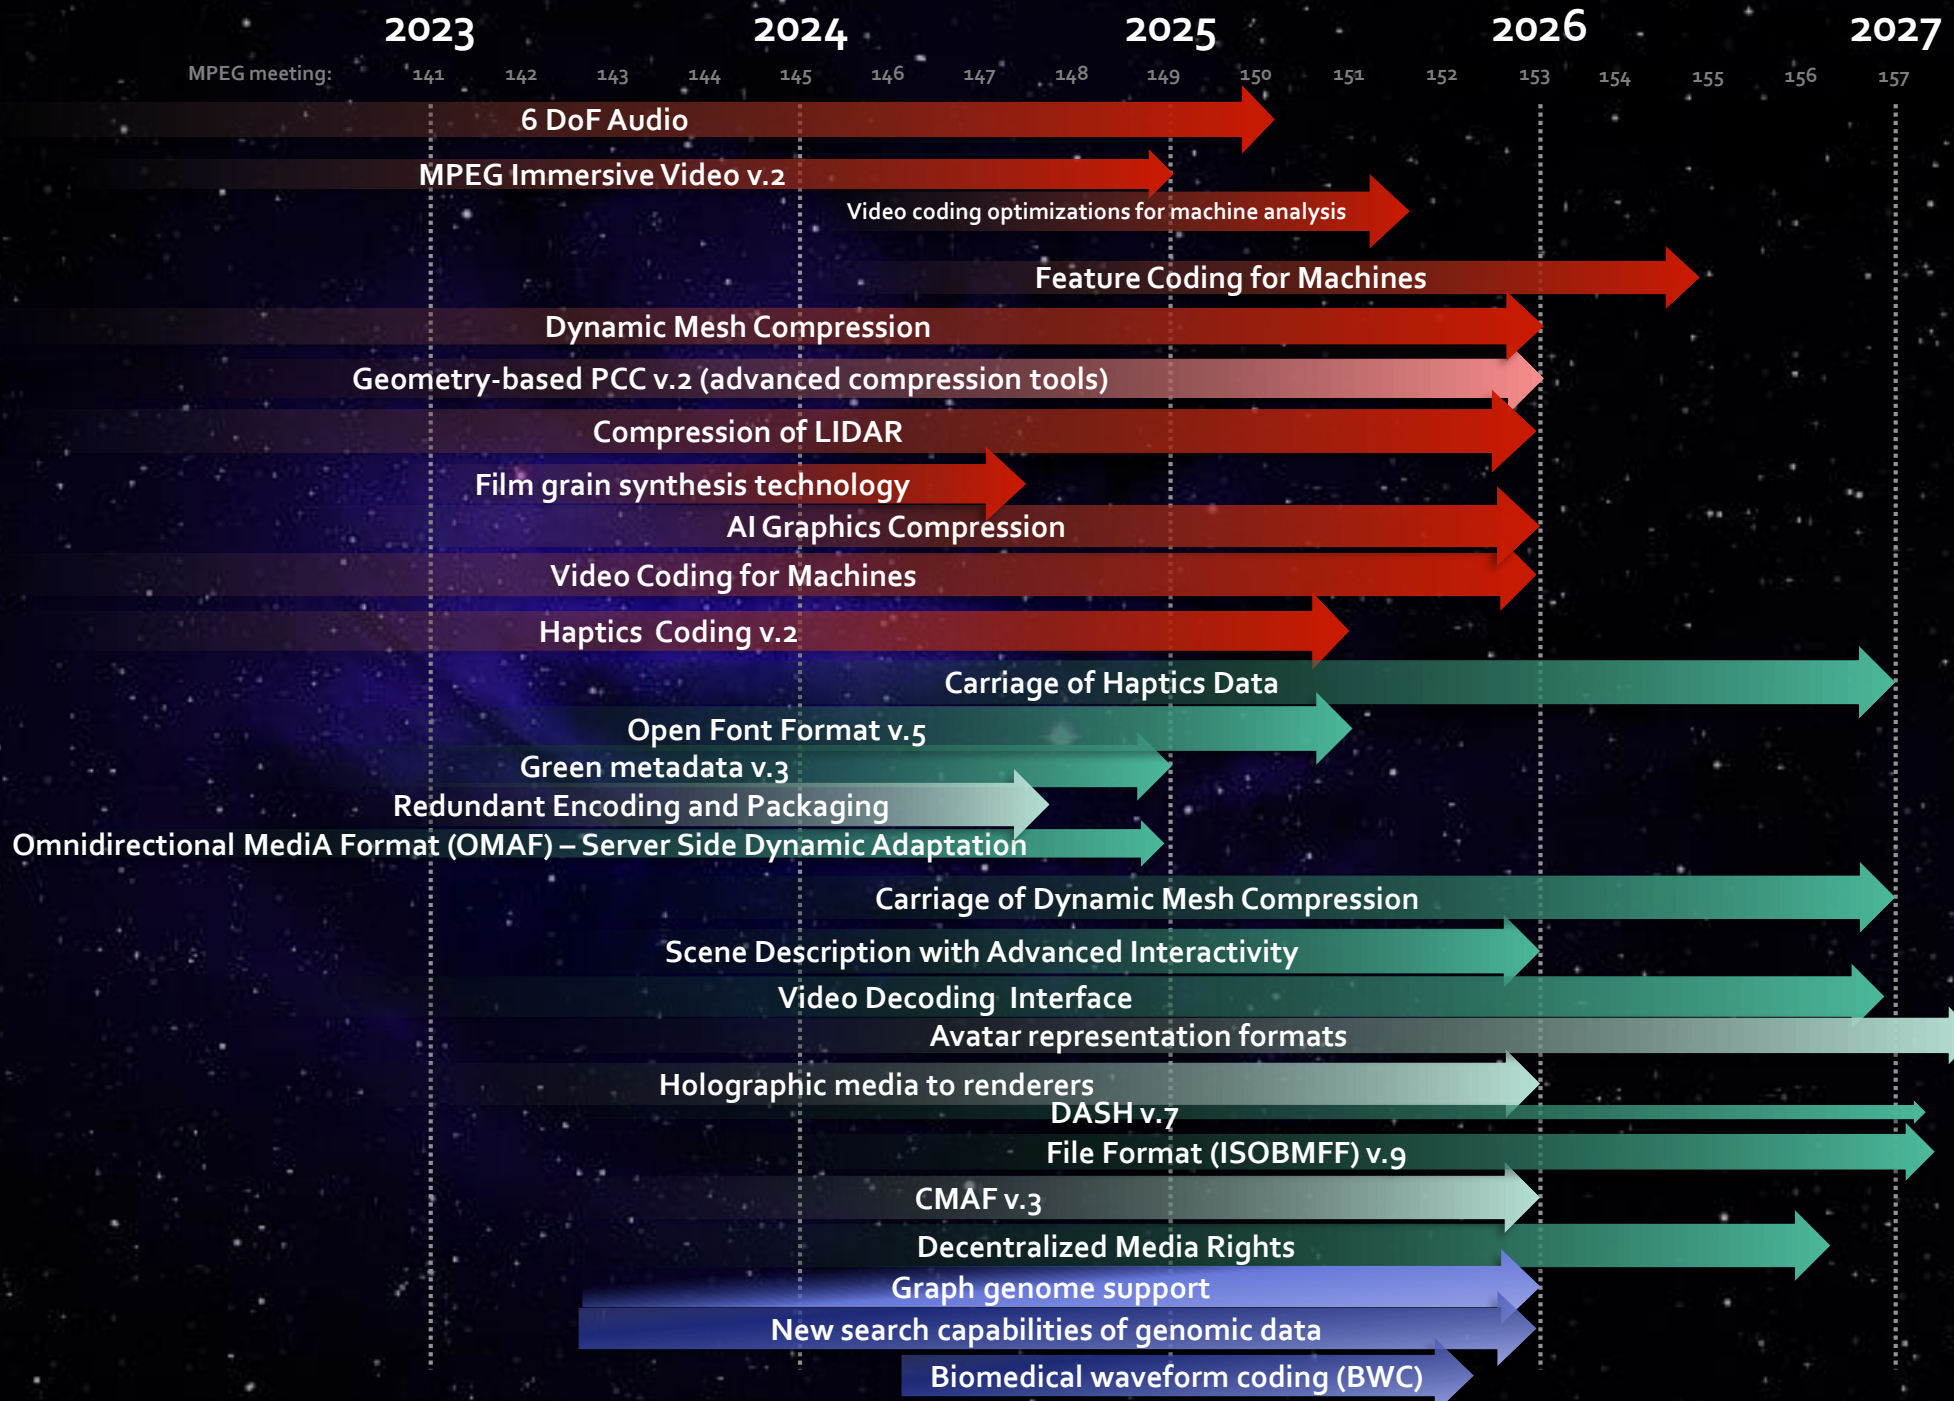 2023 2024 2025 2026 2027
MPEG meeting: 141 142 143 144 145 146 147 148 149 150 151 152 153 154 155 156 157
6 DoF Audio
MPEG Immersive Video v.2
Video coding optimizations for machine analysis
Feature Coding for Machines
Dynamic Mesh Compression
Geometry-based PCC v.2 (advanced compression tools)
Compression of LIDAR
Film grain synthesis technology
AI Graphics Compression
Video Coding for Machines
Haptics Coding v.2
Carriage of Haptics Data
Open Font Format v.5
Green metadata v.3
Redundant Encoding and Packaging
Omnidirectional MediA Format (OMAF) – Server Side Dynamic Adaptation
Carriage of Dynamic Mesh Compression
Scene Description with Advanced Interactivity
Video Decoding Interface
Avatar representation formats
Holographic media to renderers
DASH v.7
File Format (ISOBMFF) v.9
CMAF v.3
Decentralized Media Rights
Graph genome support
New search capabilities of genomic data
Biomedical waveform coding (BWC)